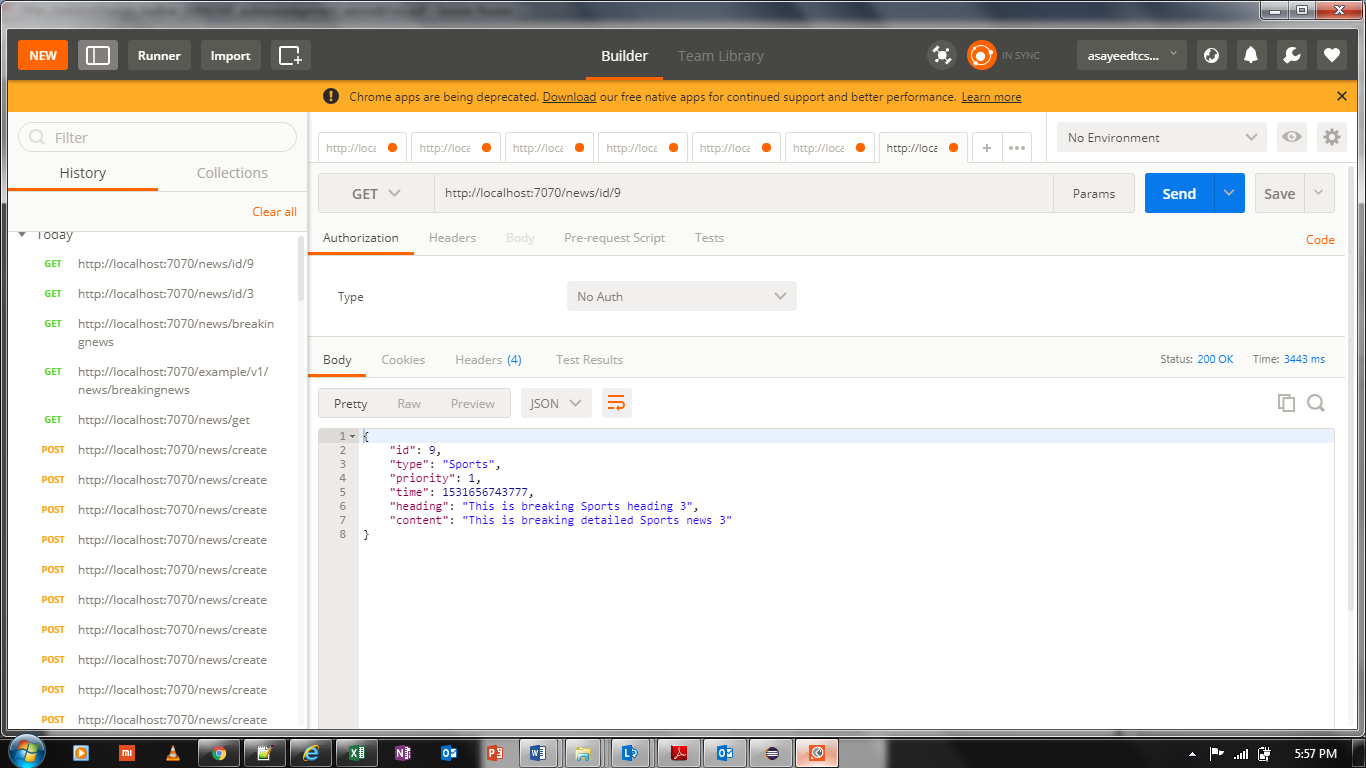 NEW
Runner
Import
Builder
Team Library
IN SYNC
asayeedtcs...
Chrome apps are being deprecated. Download our free native apps for continued support and better performance. Learn more
Filter
History
Collections
Clear all
Today
GET http://localhost:7070/news/id/9
GET http://localhost:7070/news/id/3
GET http://localhost:7070/news/breakin
gnews
GET http://localhost:7070/example/v1/
news/breakingnews
GET http://localhost:7070/news/get
POST http://localhost:7070/news/create
POST http://localhost:7070/news/create
POST http://localhost:7070/news/create
POST http://localhost:7070/news/create
POST http://localhost:7070/news/create
POST http://localhost:7070/news/create
POST http://localhost:7070/news/create
POST http://localhost:7070/news/create
POST http://localhost:7070/news/create
POST http://localhost:7070/news/create
http://loca http://loca http://loca http://loca http://loca http://loca http://loca + •••
No Environment
GET http://localhost:7070/news/id/9 Params Send Save
Authorization Headers Body Pre-request Script Tests Code
Type No Auth
Body Cookies Headers (4) Test Results Status: 200 OK Time: 3443 ms
Pretty Raw Preview JSON
1 {
2 "id": 9,
3 "type": "Sports",
4 "priority": 1,
5 "time": 1531656743777,
6 "heading": "This is breaking Sports heading 3",
7 "content": "This is breaking detailed Sports news 3"
8 }
5:57 PM